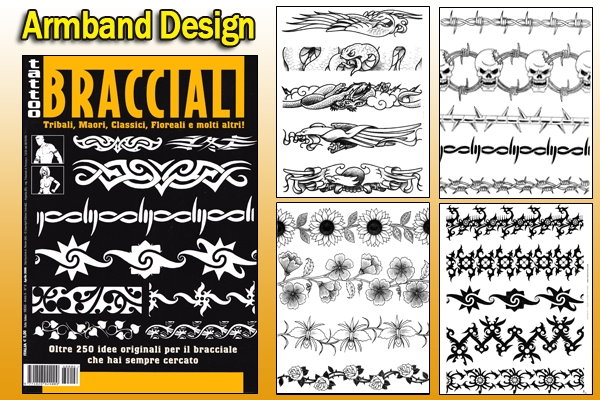 Armband Design
tattoo
BRACCIALI
Tribali, Maori, Classici, Floreali e molti altri!
Oltre 250 idee originali per il bracciale
che hai sempre cercato